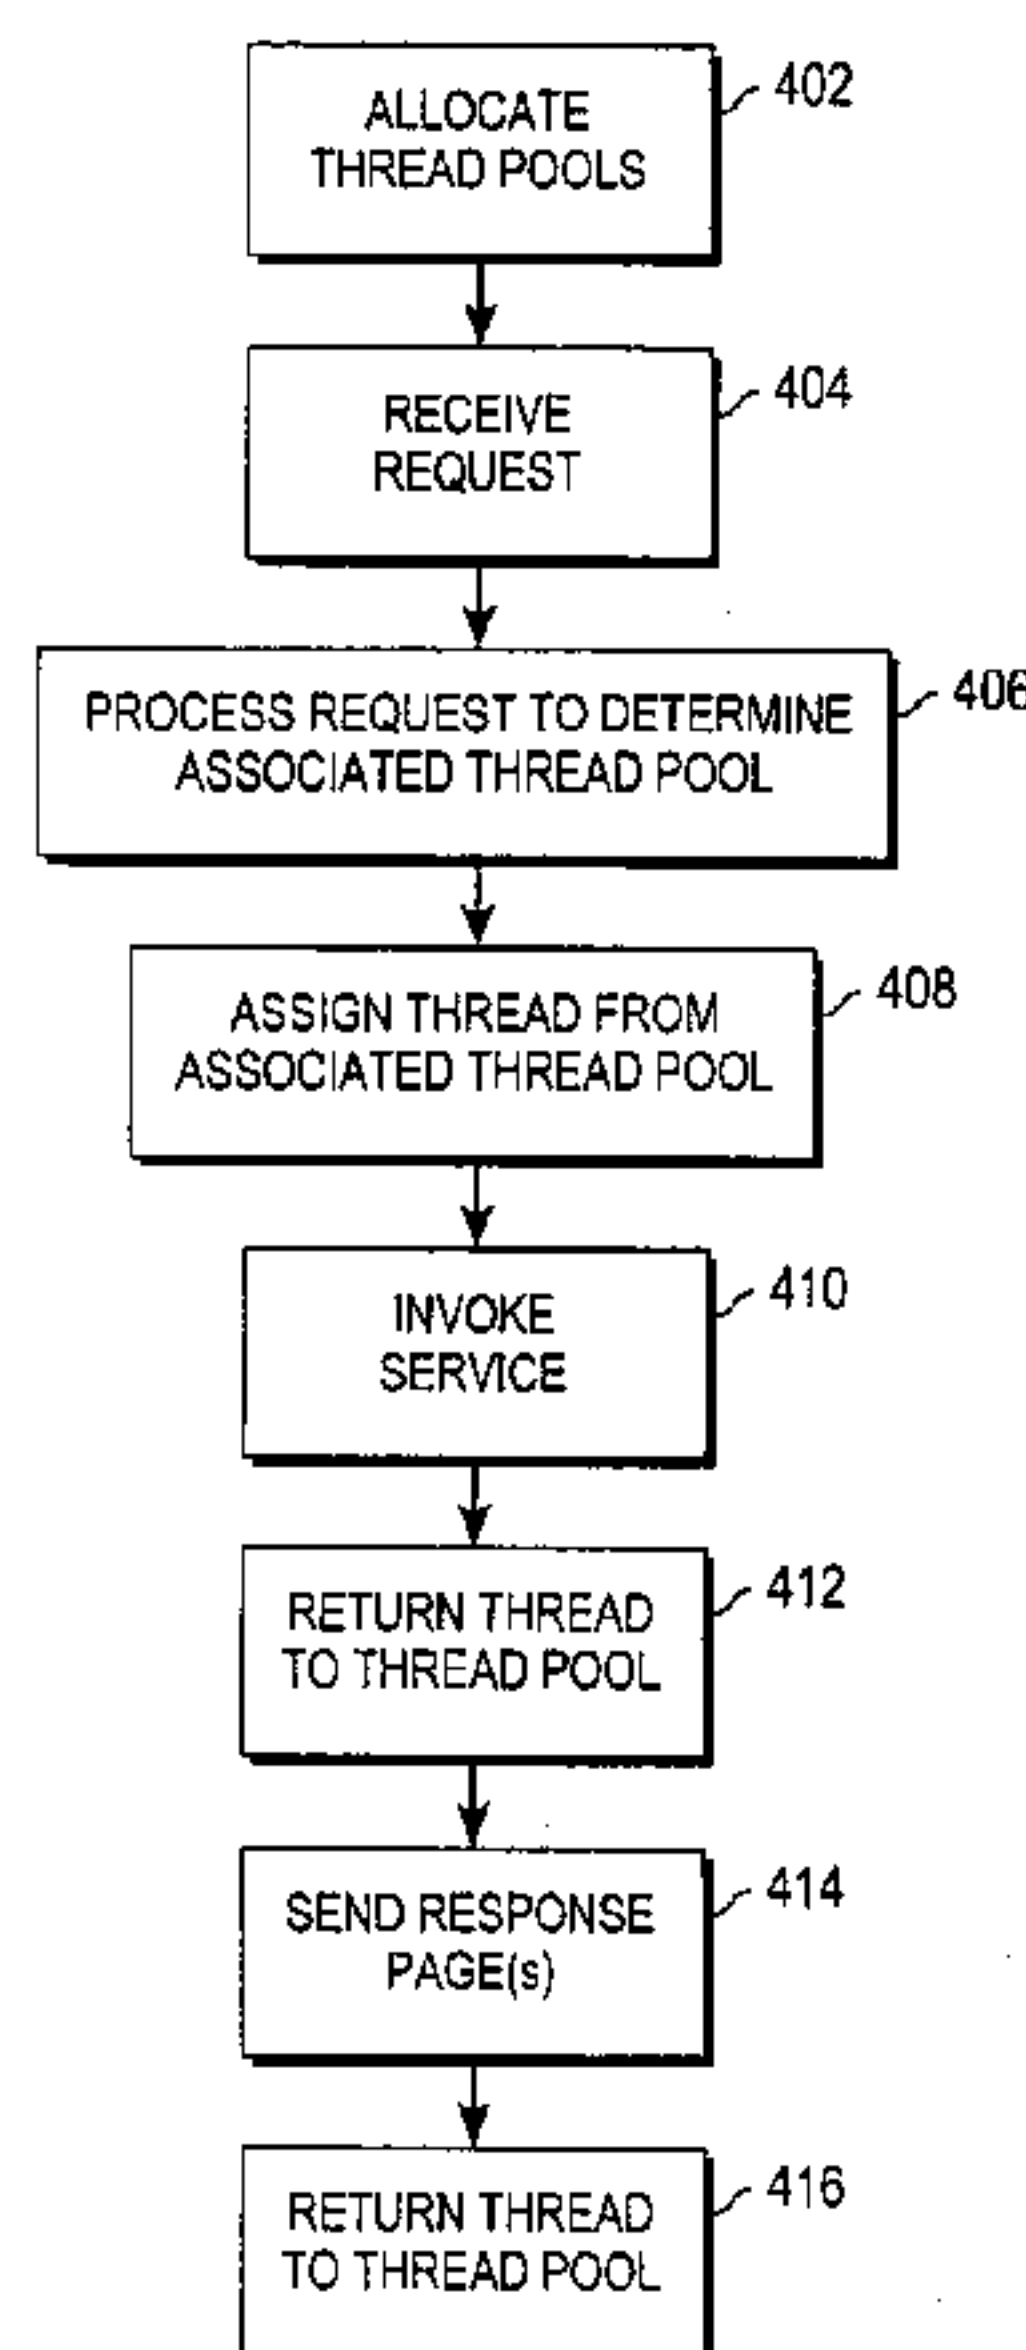 ALLOCATE
THREAD POOLS
402
RECEIVE
REQUEST
404
PROCESS REQUEST TO DETERMINE
ASSOCIATED THREAD POOL
406
ASSIGN THREAD FROM
ASSOCIATED THREAD POOL
408
INVOKE
SERVICE
410
RETURN THREAD
TO THREAD POOL
412
SEND RESPONSE
PAGE(s)
414
RETURN THREAD
TO THREAD POOL
416